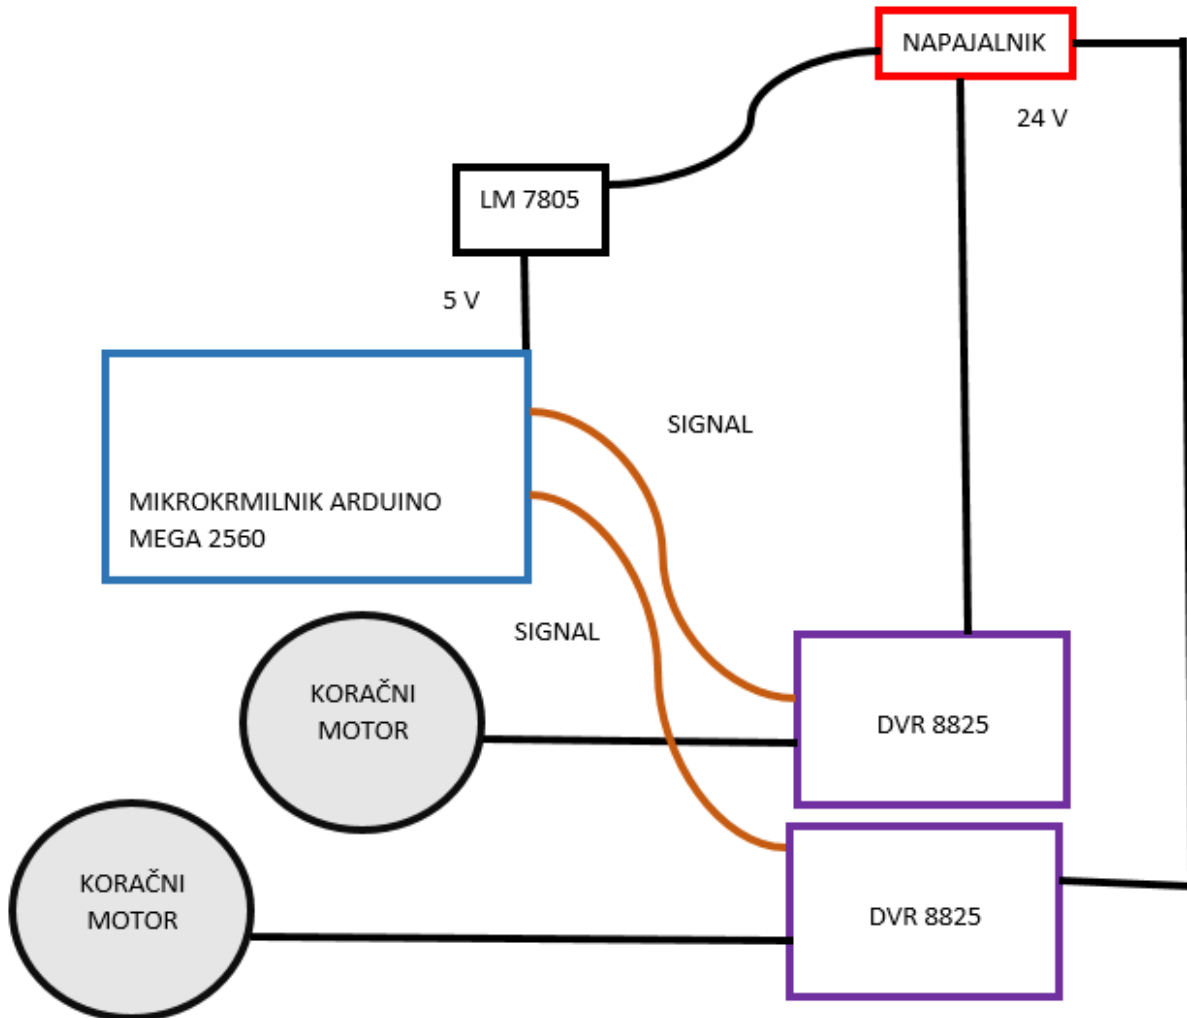 NAPAJALNIK
24 V
LM 7805
5 V
SIGNAL
MIKROKRMILNIK ARDUINO
MEGA 2560
SIGNAL
KORAČNI
MOTOR
DVR 8825
KORAČNI
MOTOR
DVR 8825